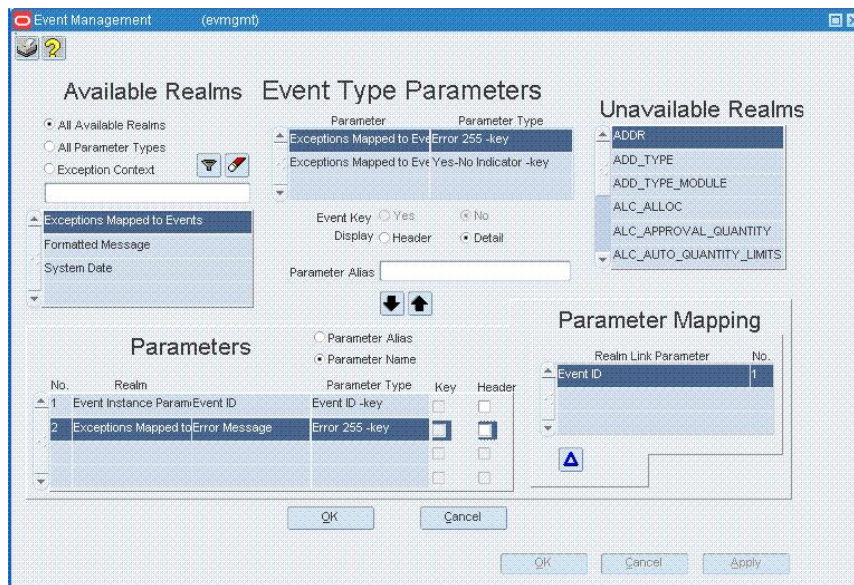 Event Management (evmgmt)
Available Realms
All Available Realms
All Parameter Types
Exception Context
Exceptions Mapped to Events
Formatted Message
System Date
Event Type Parameters
Parameter Parameter Type
Exceptions Mapped to Eve Error 255 -key
Exceptions Mapped to Eve Yes-No Indicator -key
Event Key Yes No
Display Header Detail
Parameter Alias
Unavailable Realms
ADDR
ADD_TYPE
ADD_TYPE_MODULE
ALC_ALLOC
ALC_APPROVAL_QUANTITY
ALC_AUTO_QUANTITY_LIMITS
Parameters
Parameter Alias
Parameter Name
No. Realm Parameter Type Key Header
1 Event Instance Param Event ID Event ID -key
2 Exceptions Mapped to Error Message Error 255 -key
Parameter Mapping
Realm Link Parameter No.
Event ID 1
OK Cancel
OK Cancel Apply